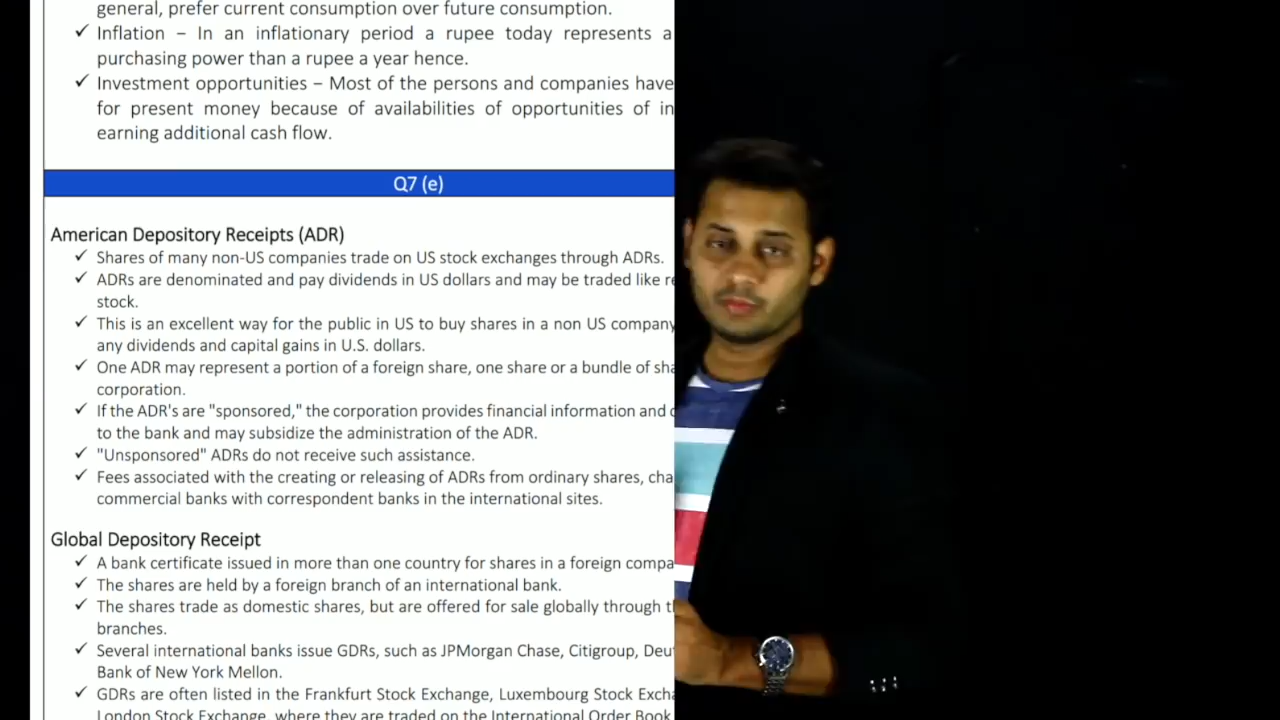 general, prefer current consumption over future consumption.
✓ Inflation – In an inflationary period a rupee today represents a
purchasing power than a rupee a year hence.
✓ Investment opportunities – Most of the persons and companies have
for present money because of availabilities of opportunities of in
earning additional cash flow.
Q7 (e)
American Depository Receipts (ADR)
✓ Shares of many non-US companies trade on US stock exchanges through ADRs.
✓ ADRs are denominated and pay dividends in US dollars and may be traded like
stock.
✓ This is an excellent way for the public in US to buy shares in a non US company
any dividends and capital gains in U.S. dollars.
✓ One ADR may represent a portion of a foreign share, one share or a bundle of
corporation.
✓ If the ADR's are "sponsored," the corporation provides financial information and
to the bank and may subsidize the administration of the ADR.
✓ "Unsponsored" ADRs do not receive such assistance.
✓ Fees associated with the creating or releasing of ADRs from ordinary shares,
commercial banks with correspondent banks in the international sites.
Global Depository Receipt
✓ A bank certificate issued in more than one country for shares in a foreign
✓ The shares are held by a foreign branch of an international bank.
✓ The shares trade as domestic shares, but are offered for sale globally through
branches.
✓ Several international banks issue GDRs, such as JPMorgan Chase, Citigroup,
Bank of New York Mellon.
✓ GDRs are often listed in the Frankfurt Stock Exchange, Luxembourg Stock
London Stock Exchange, where they are traded on the International Order Book